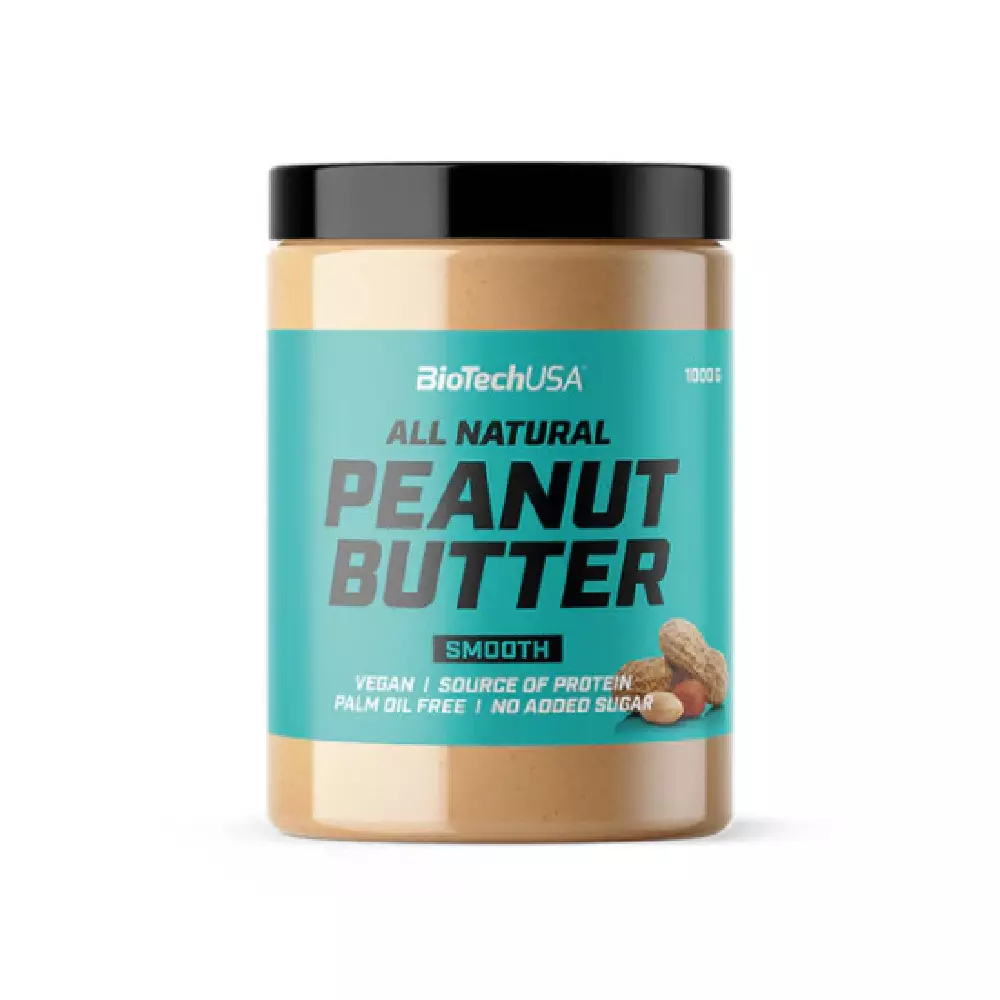 BioTechUSA
1000 G
ALL NATURAL
PEANUT
BUTTER
SMOOTH
VEGAN | SOURCE OF PROTEIN
PALM OIL FREE | NO ADDED SUGAR